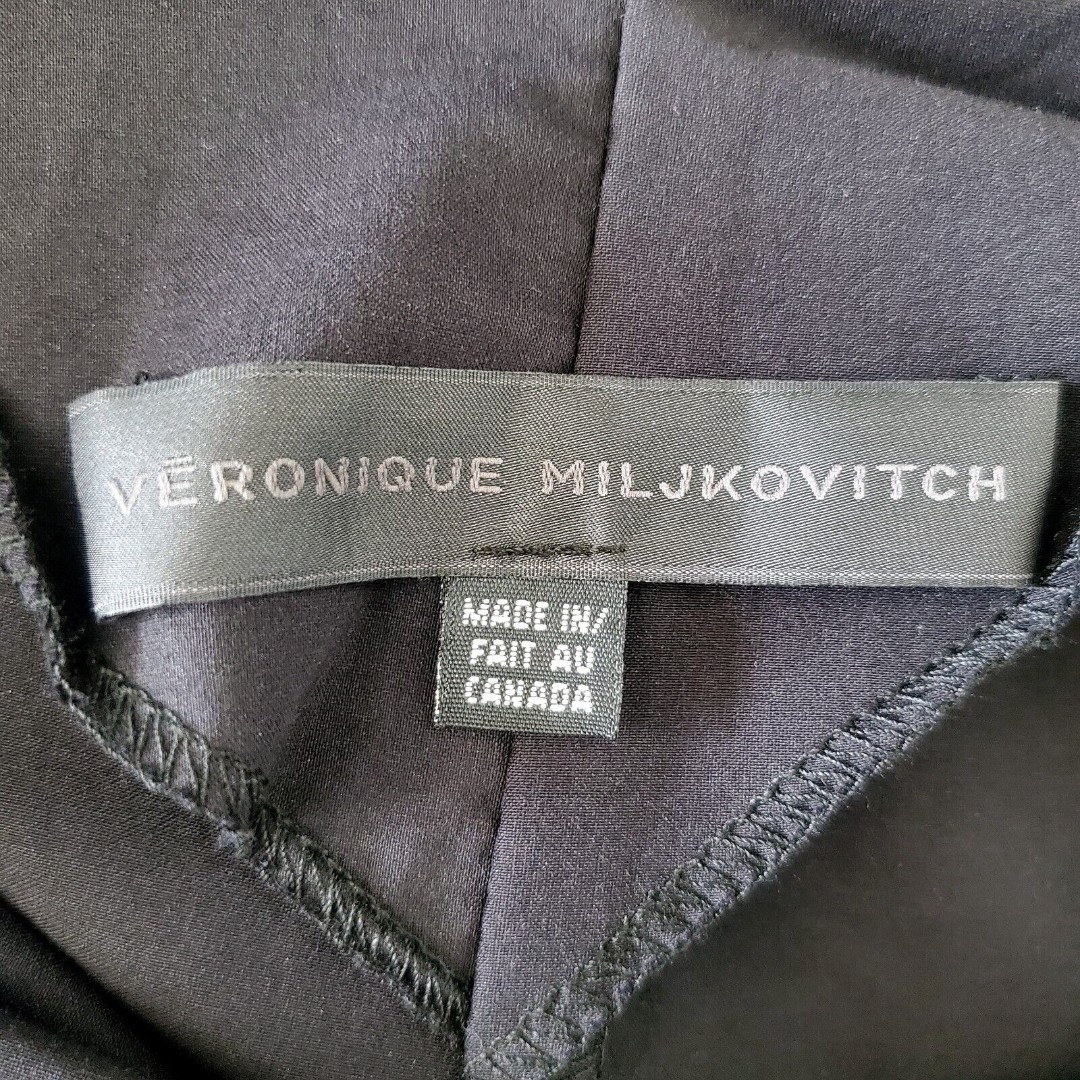 VÉRONIQUE MILJKOVITCH
MADE IN/
FAIT AU
CANADA